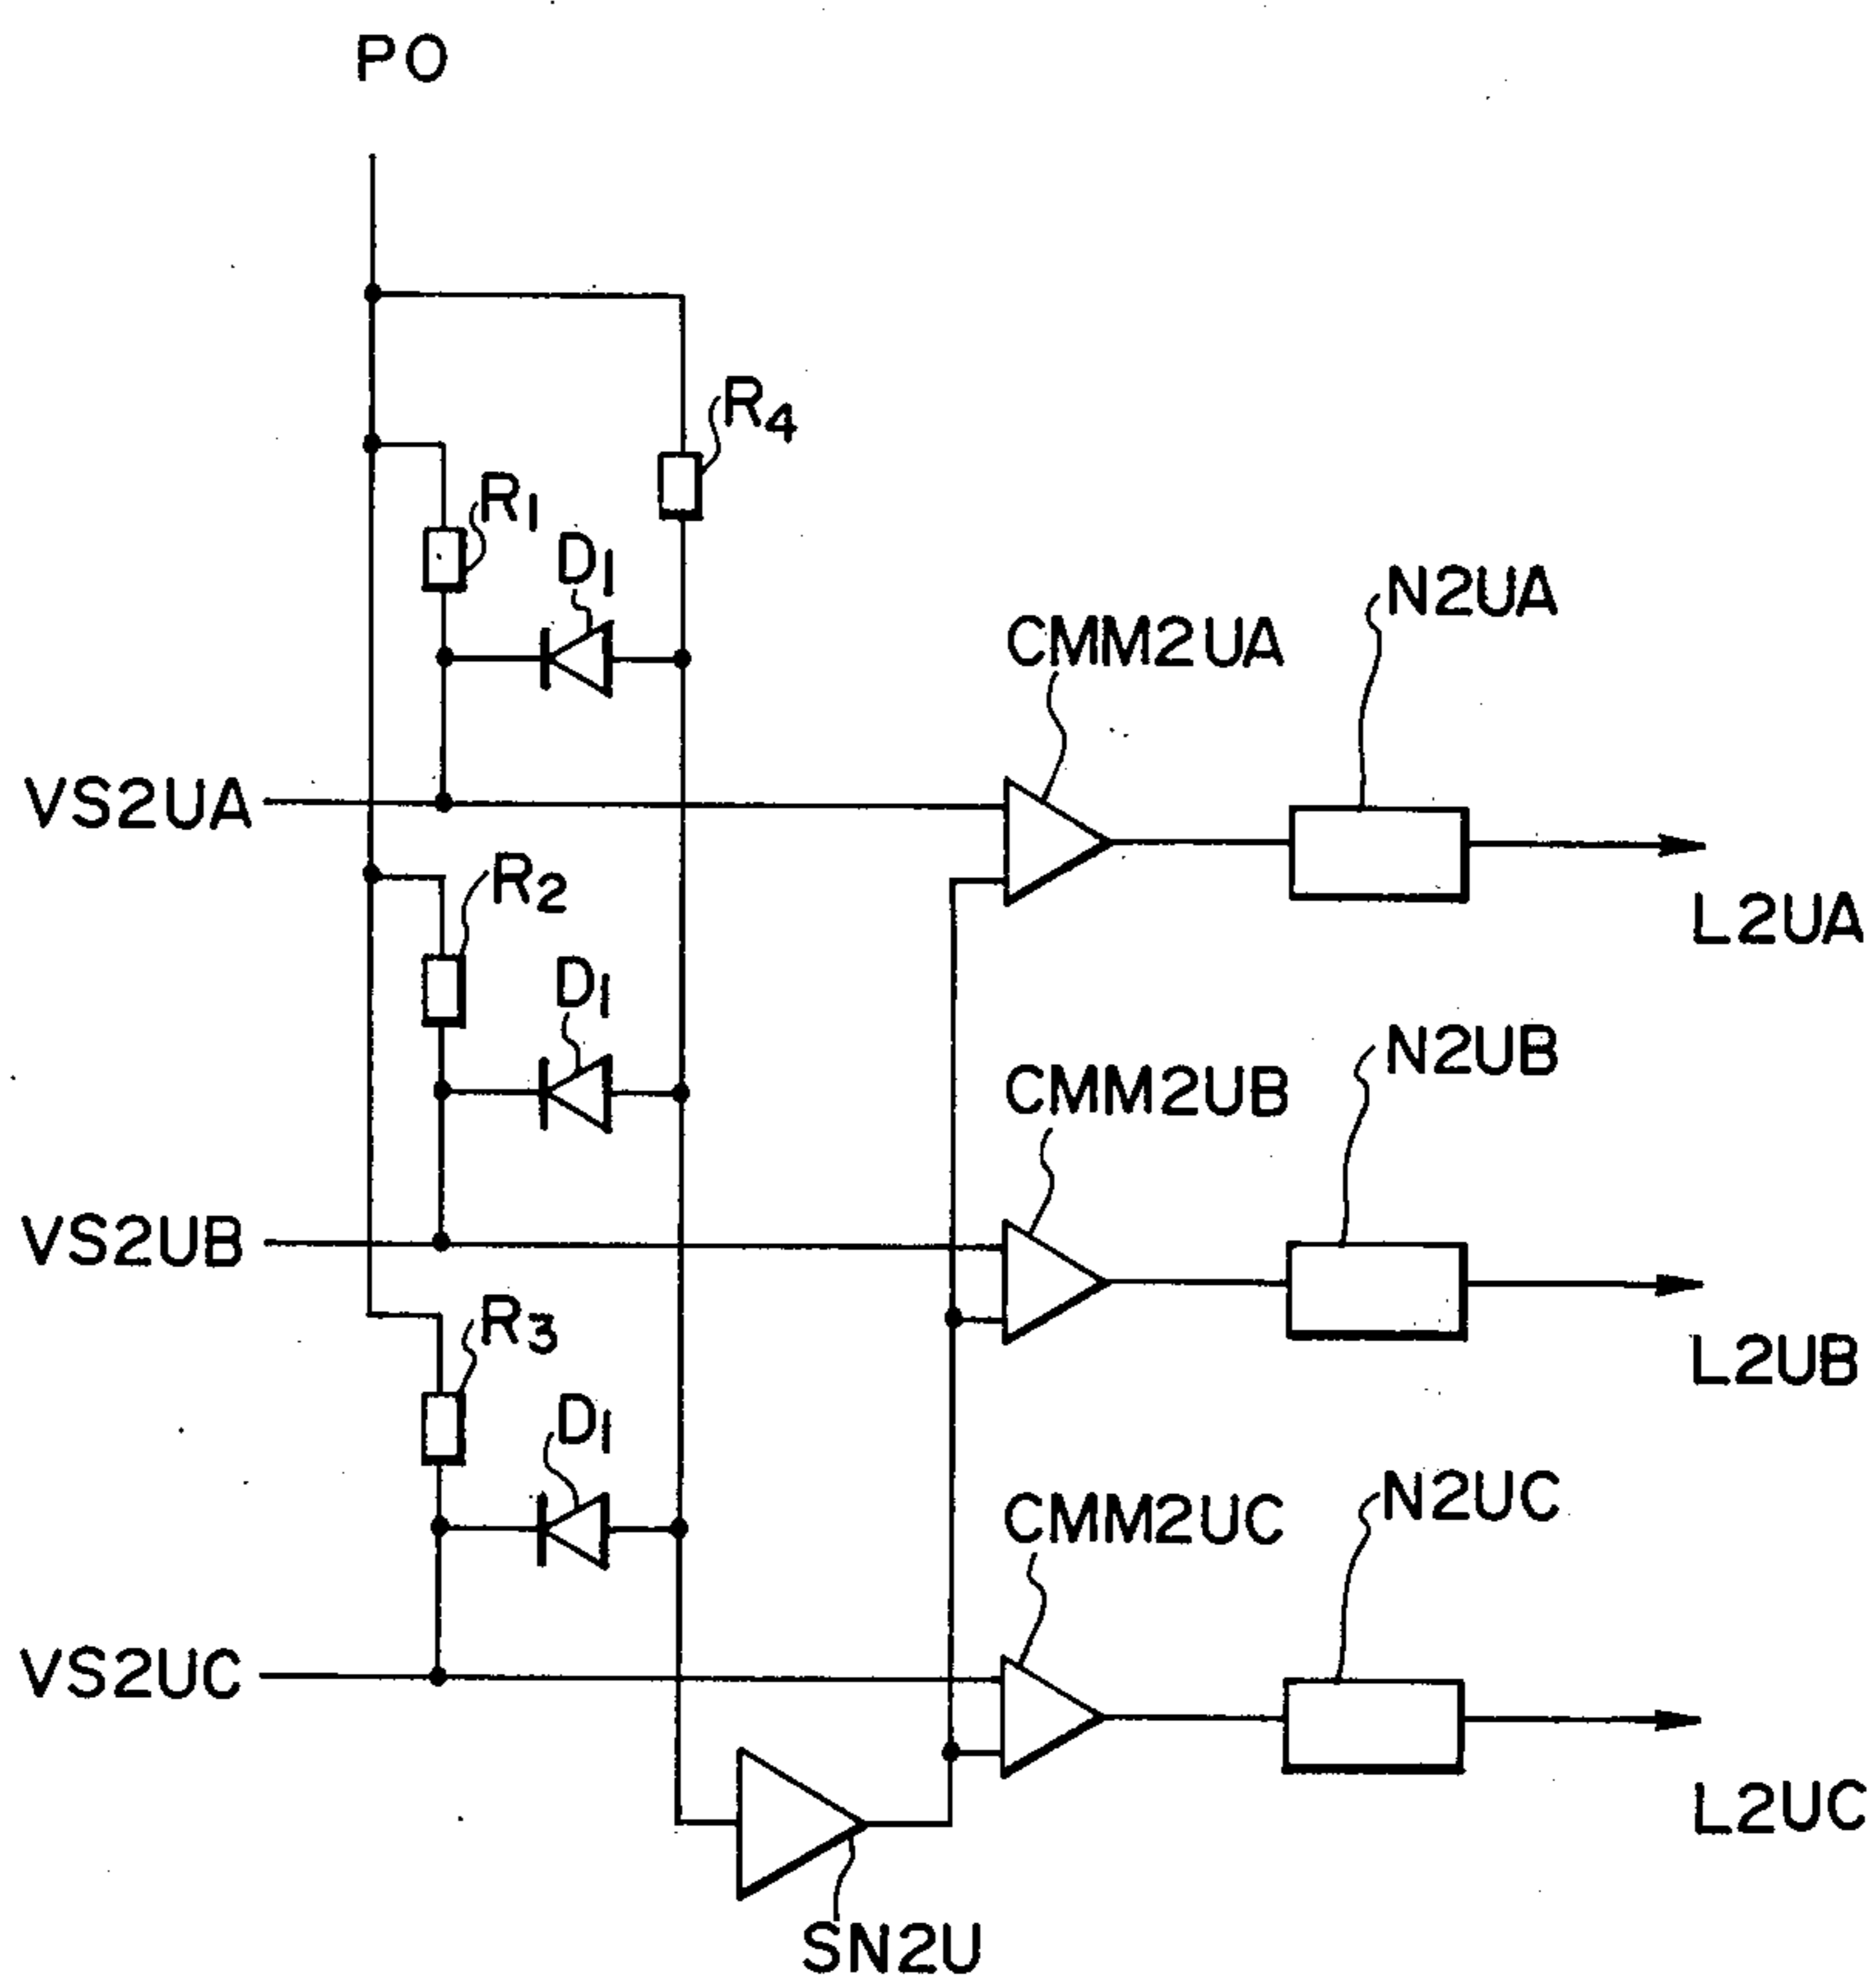 PO
R4
R1
D1
N2UA
CMM2UA
VS2UA
R2
L2UA
D1
N2UB
CMM2UB
VS2UB
R3
L2UB
D1
N2UC
CMM2UC
VS2UC
L2UC
SN2U